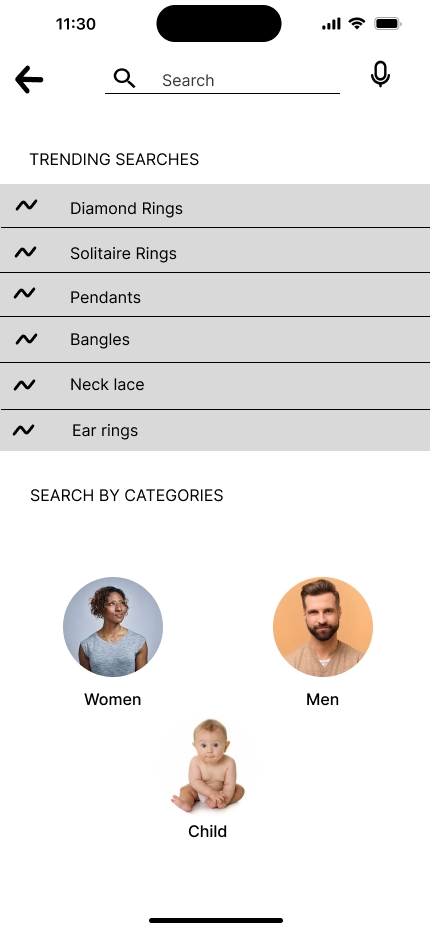 11:30
Search
TRENDING SEARCHES
Diamond Rings
Solitaire Rings
Pendants
Bangles
Neck lace
Ear rings
SEARCH BY CATEGORIES
Women
Men
Child